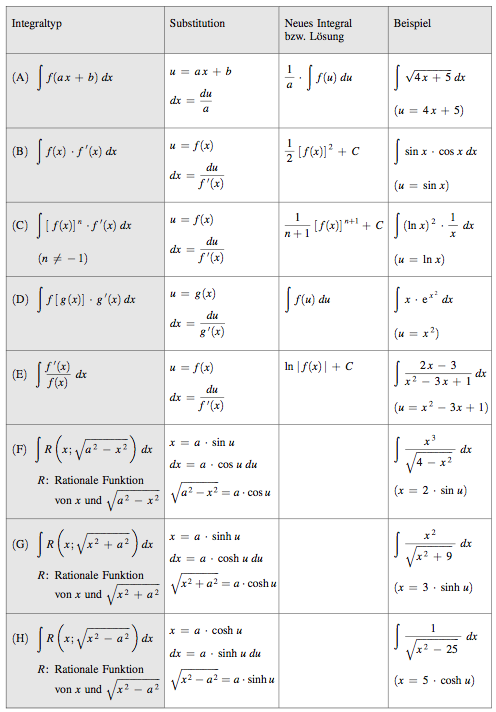 Integraltyp
Substitution
Neues Integral
bzw. Lösung
Beispiel
(A) ∫ f(ax + b) dx
u = ax + b
dx = du/a
1/a · ∫ f(u) du
∫ √(4x + 5) dx
(u = 4x + 5)
(B) ∫ f(x) · f′(x) dx
u = f(x)
dx = du/f′(x)
1/2 [f(x)]² + C
∫ sin x · cos x dx
(u = sin x)
(C) ∫ [f(x)]ⁿ · f′(x) dx
(n ≠ −1)
u = f(x)
dx = du/f′(x)
1/(n+1) [f(x)]ⁿ⁺¹ + C
∫ (ln x)² · 1/x dx
(u = ln x)
(D) ∫ f[g(x)] · g′(x) dx
u = g(x)
dx = du/g′(x)
∫ f(u) du
∫ x · e^(x²) dx
(u = x²)
(E) ∫ f′(x)/f(x) dx
u = f(x)
dx = du/f′(x)
ln |f(x)| + C
∫ (2x − 3)/(x² − 3x + 1) dx
(u = x² − 3x + 1)
(F) ∫ R(x; √(a² − x²)) dx
R: Rationale Funktion
von x und √(a² − x²)
x = a · sin u
dx = a · cos u du
√(a² − x²) = a · cos u
∫ x³/√(4 − x²) dx
(x = 2 · sin u)
(G) ∫ R(x; √(x² + a²)) dx
R: Rationale Funktion
von x und √(x² + a²)
x = a · sinh u
dx = a · cosh u du
√(x² + a²) = a · cosh u
∫ x²/√(x² + 9) dx
(x = 3 · sinh u)
(H) ∫ R(x; √(x² − a²)) dx
R: Rationale Funktion
von x und √(x² − a²)
x = a · cosh u
dx = a · sinh u du
√(x² − a²) = a · sinh u
∫ 1/√(x² − 25) dx
(x = 5 · cosh u)